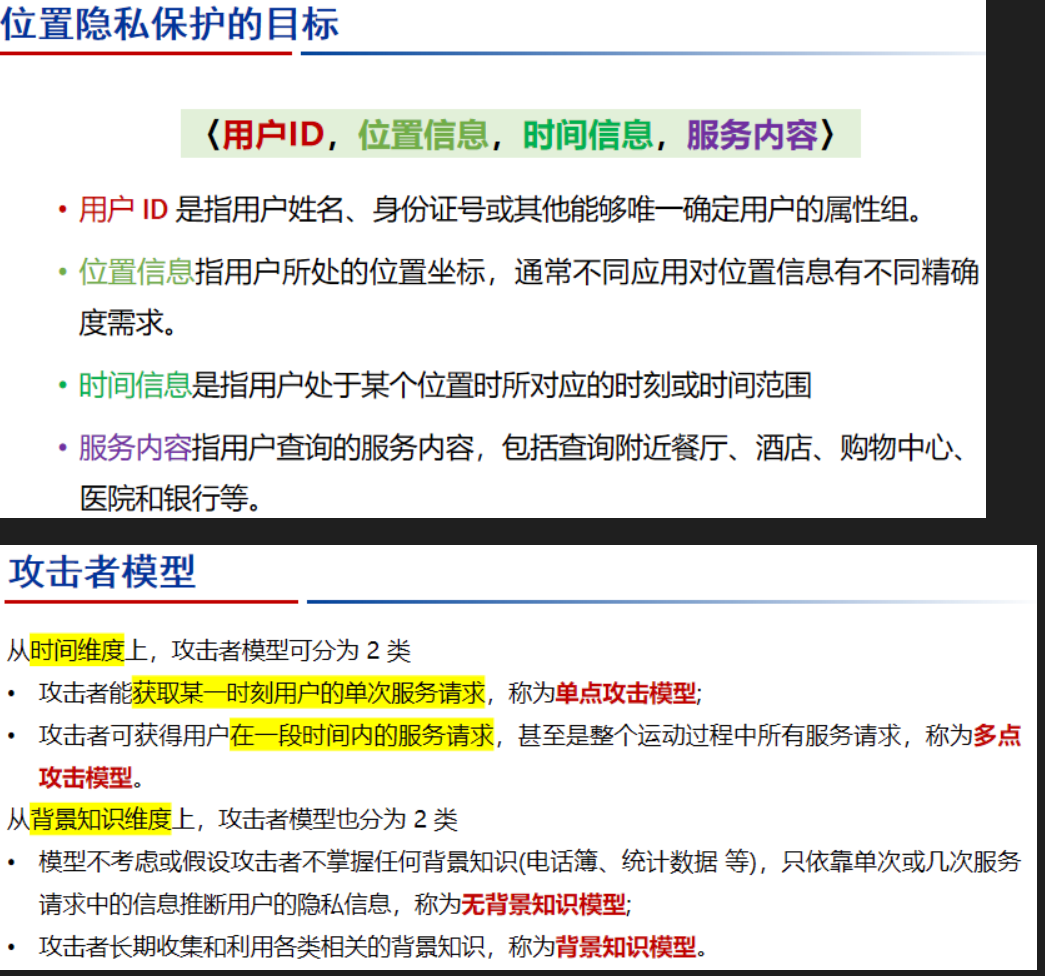 位置隐私保护的目标
〈用户ID，位置信息，时间信息，服务内容〉
• 用户 ID 是指用户姓名、身份证号或其他能够唯一确定用户的属性组。
• 位置信息指用户所处的位置坐标，通常不同应用对位置信息有不同精确
度需求。
• 时间信息是指用户处于某个位置时所对应的时刻或时间范围
• 服务内容指用户查询的服务内容，包括查询附近餐厅、酒店、购物中心、
医院和银行等。
攻击者模型
从时间维度上，攻击者模型可分为 2 类
• 攻击者能获取某一时刻用户的单次服务请求，称为单点攻击模型;
• 攻击者可获得用户在一段时间内的服务请求，甚至是整个运动过程中所有服务请求，称为多点
攻击模型。
从背景知识维度上，攻击者模型也分为 2 类
• 模型不考虑或假设攻击者不掌握任何背景知识(电话簿、统计数据 等)，只依靠单次或几次服务
请求中的信息推断用户的隐私信息，称为无背景知识模型;
• 攻击者长期收集和利用各类相关的背景知识，称为背景知识模型。